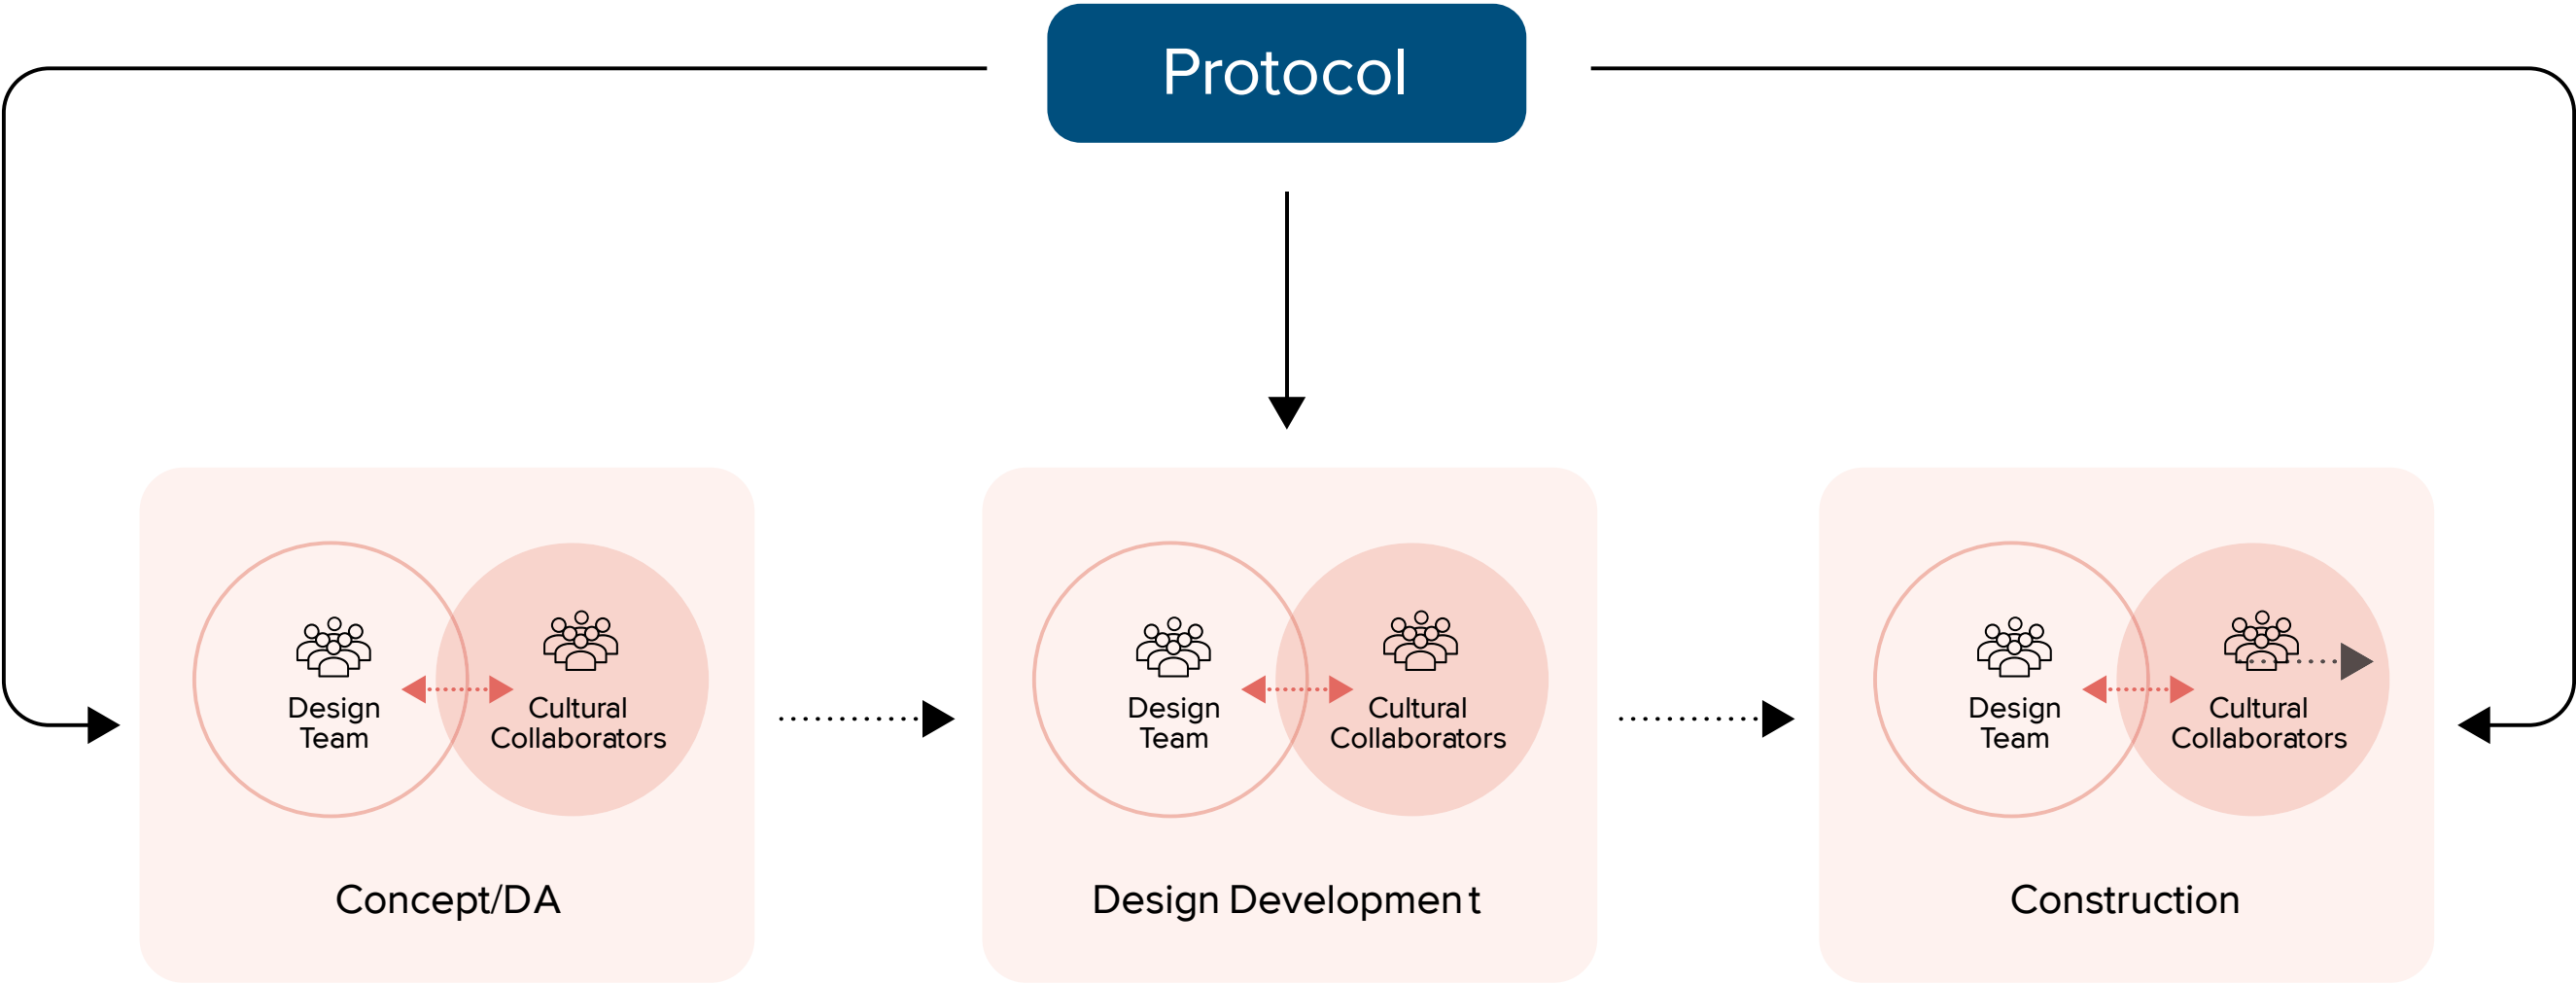 Protocol
Design
Team
Cultural
Collaborators
Concept/DA
Design
Team
Cultural
Collaborators
Design Development
Design
Team
Cultural
Collaborators
Construction